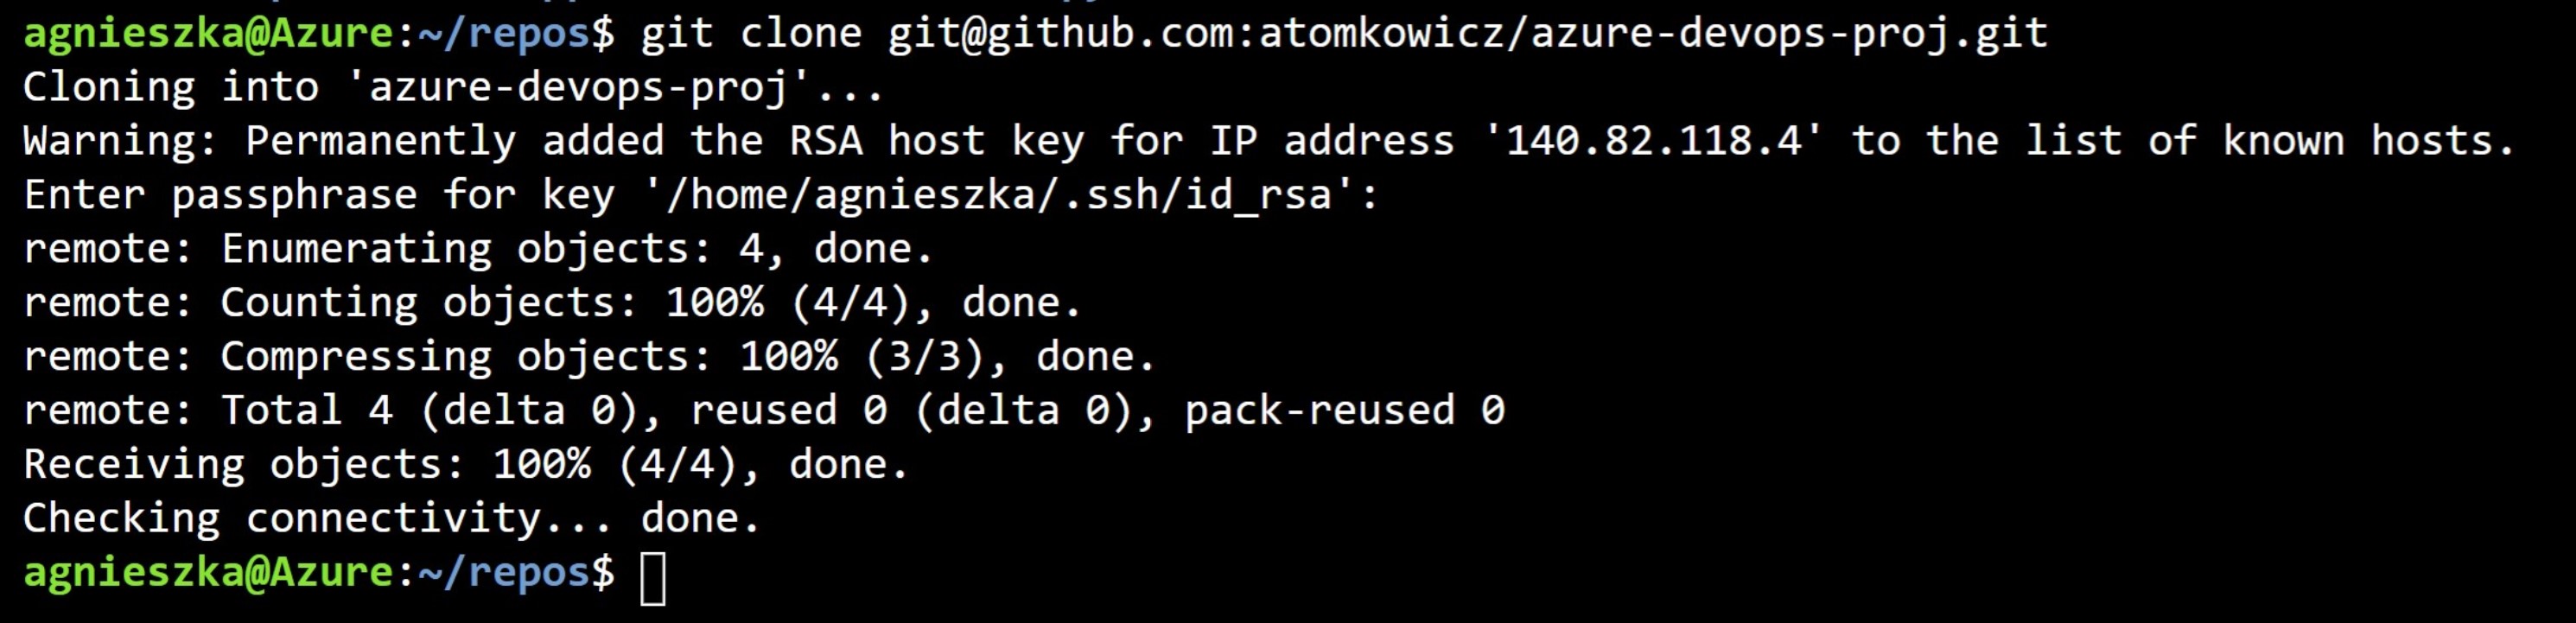 agnieszka@Azure:~/repos$ git clone git@github.com:atomkowicz/azure-devops-proj.git
Cloning into 'azure-devops-proj'...
Warning: Permanently added the RSA host key for IP address '140.82.118.4' to the list of known hosts.
Enter passphrase for key '/home/agnieszka/.ssh/id_rsa':
remote: Enumerating objects: 4, done.
remote: Counting objects: 100% (4/4), done.
remote: Compressing objects: 100% (3/3), done.
remote: Total 4 (delta 0), reused 0 (delta 0), pack-reused 0
Receiving objects: 100% (4/4), done.
Checking connectivity... done.
agnieszka@Azure:~/repos$